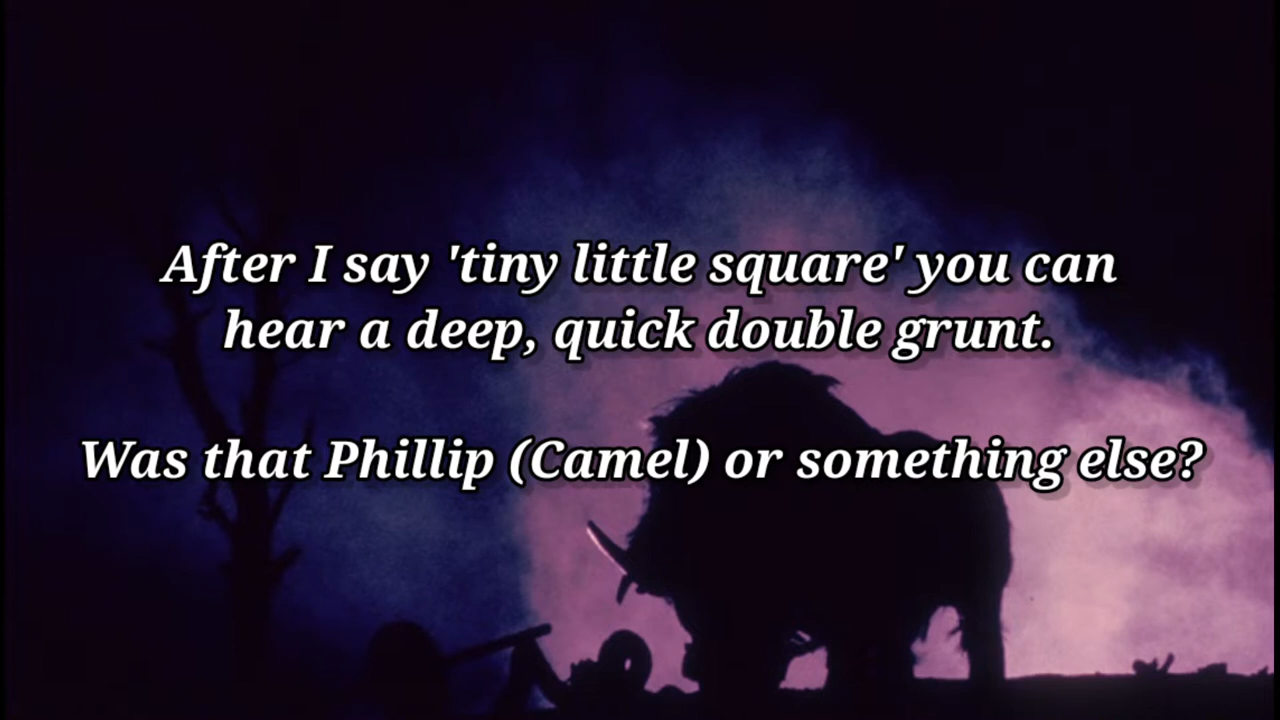 After I say 'tiny little square' you can
hear a deep, quick double grunt.
Was that Phillip (Camel) or something else?